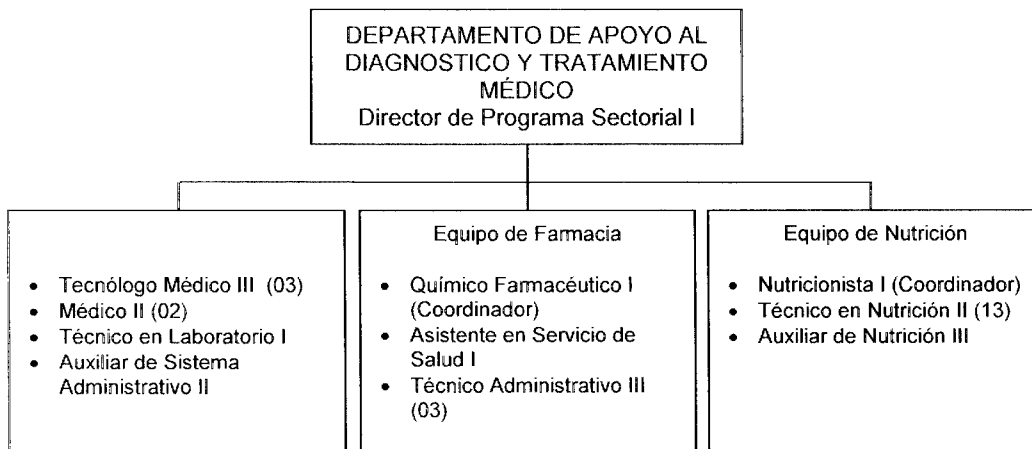 DEPARTAMENTO DE APOYO AL
DIAGNOSTICO Y TRATAMIENTO
MÉDICO
Director de Programa Sectorial I
• Tecnólogo Médico III (03)
• Médico II (02)
• Técnico en Laboratorio I
• Auxiliar de Sistema
Administrativo II
Equipo de Farmacia
• Químico Farmacéutico I
(Coordinador)
• Asistente en Servicio de
Salud I
• Técnico Administrativo III
(03)
Equipo de Nutrición
• Nutricionista I (Coordinador)
• Técnico en Nutrición II (13)
• Auxiliar de Nutrición III